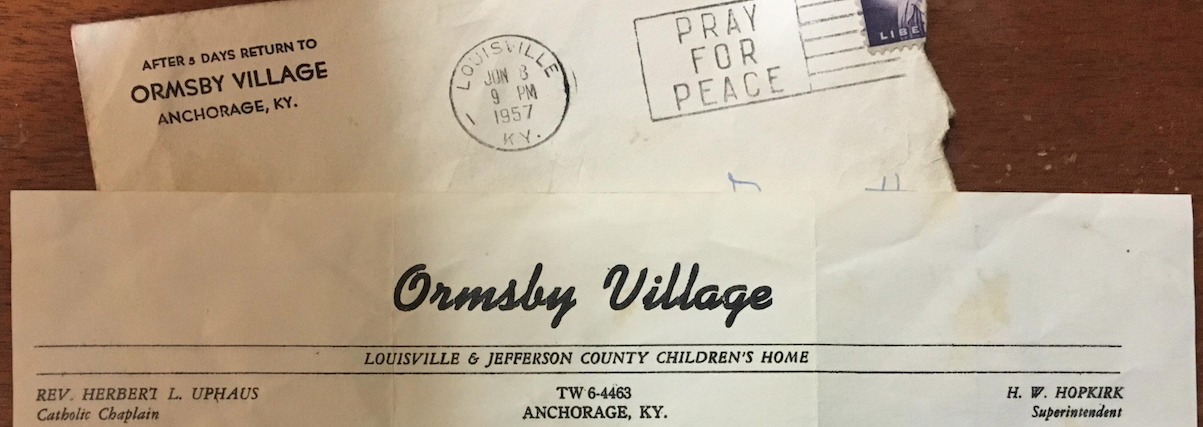 AFTER 5 DAYS RETURN TO
ORMSBY VILLAGE
ANCHORAGE, KY.
LOUISVILLE
JUN 8
9 PM
1957
KY.
PRAY
FOR
PEACE
LIBE
Ormsby Village
LOUISVILLE & JEFFERSON COUNTY CHILDREN'S HOME
REV. HERBERT L. UPHAUS
Catholic Chaplain
TW 6-4463
ANCHORAGE, KY.
H. W. HOPKIRK
Superintendent